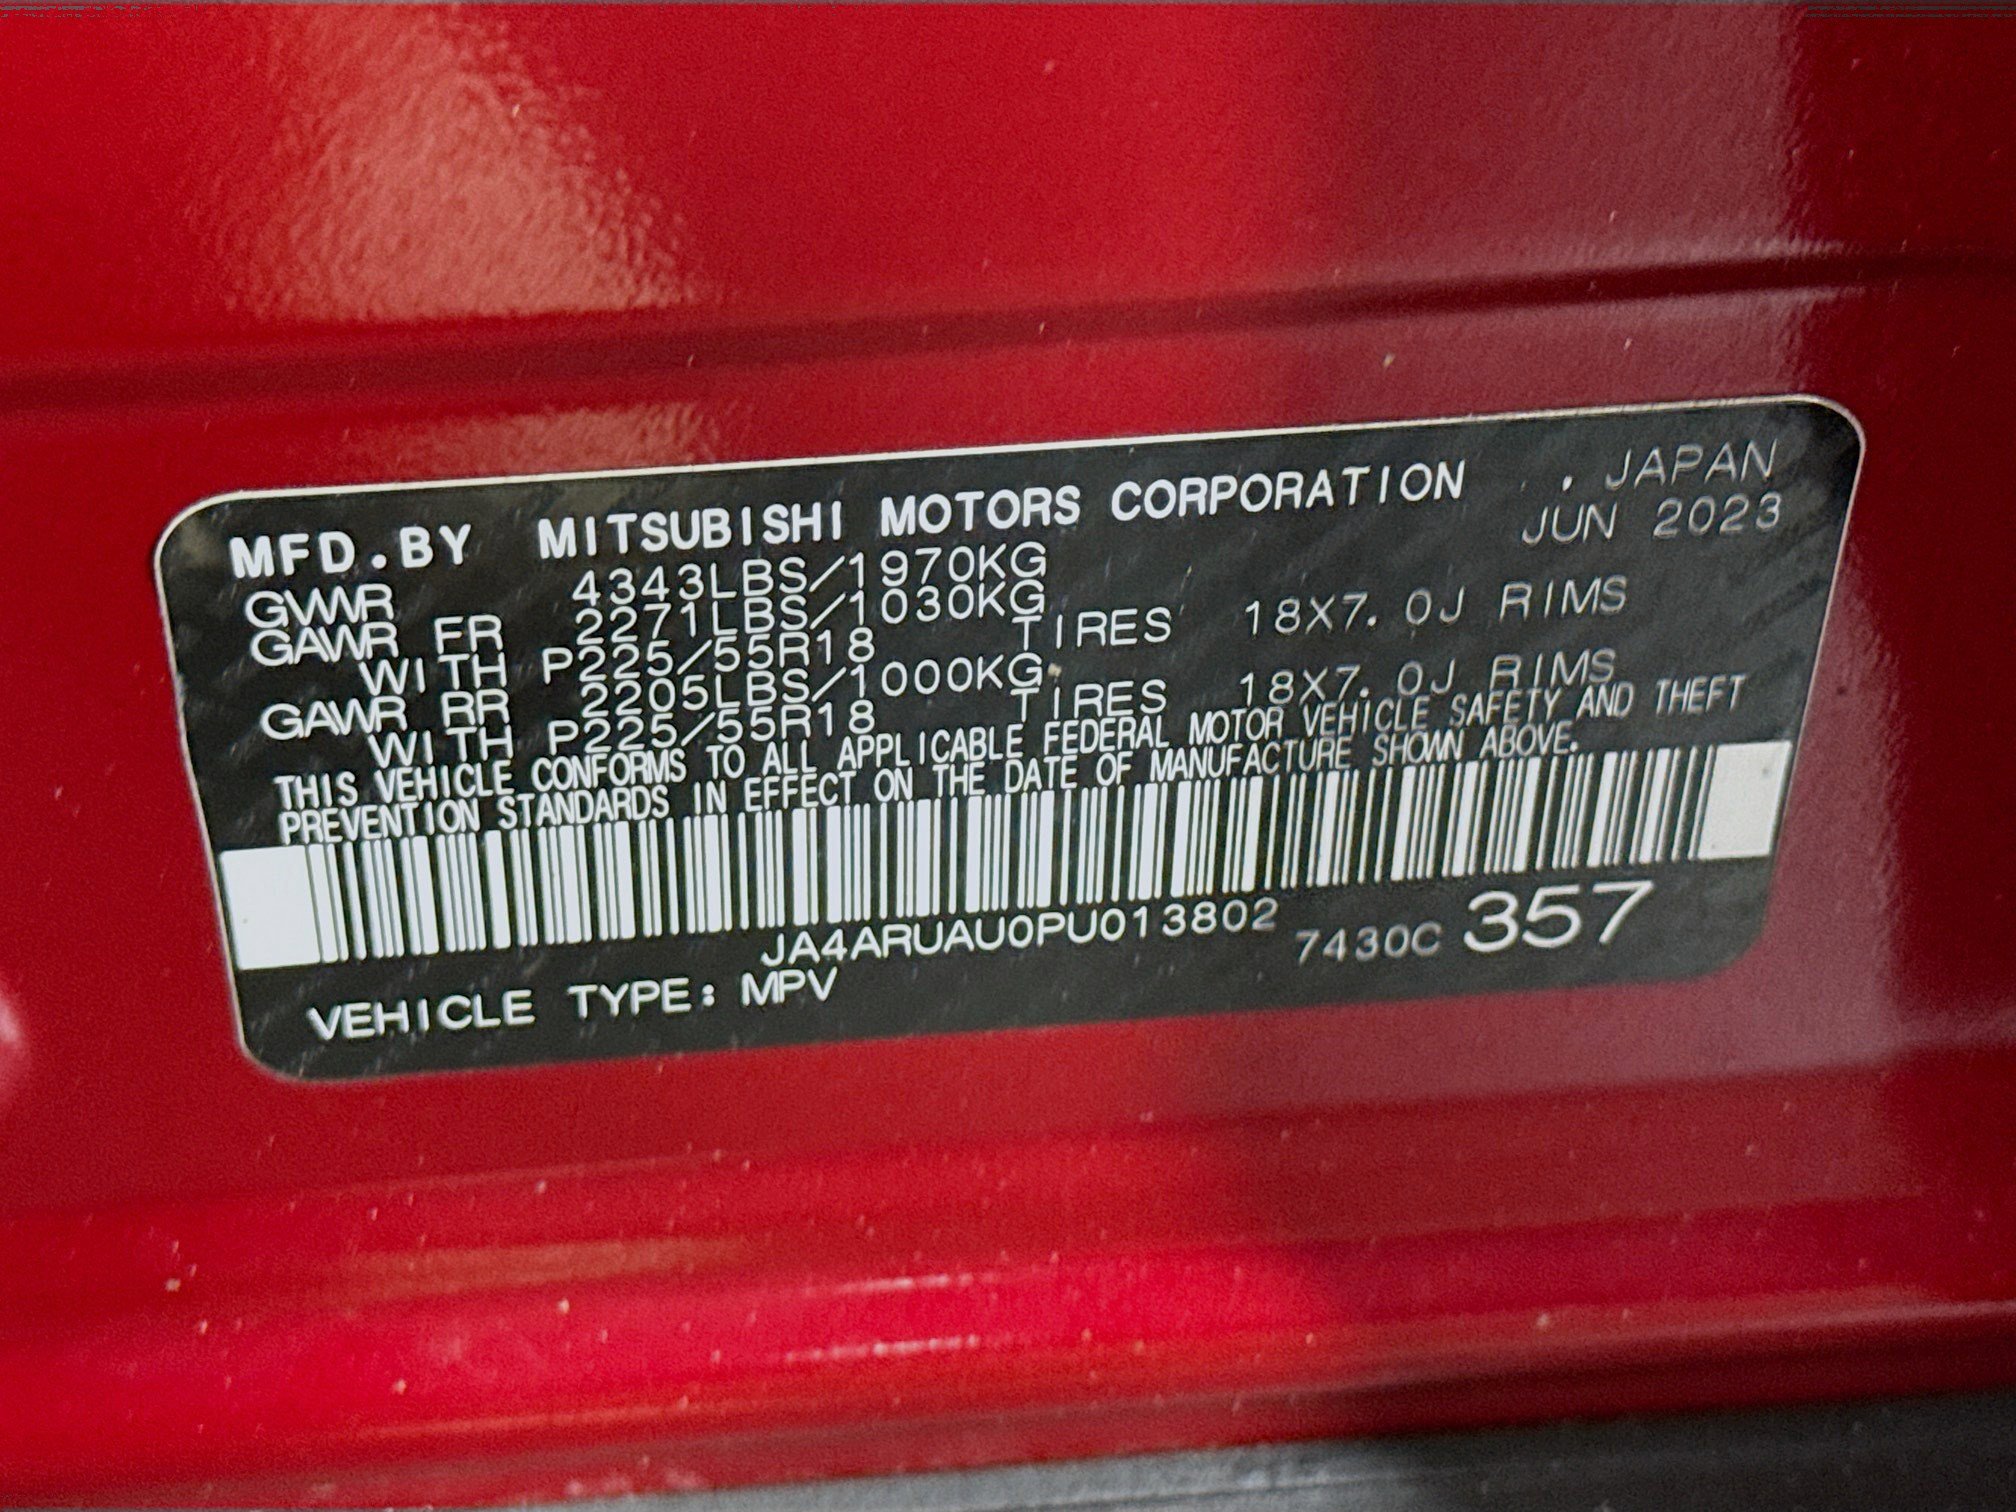 MFD.BY MITSUBISHI MOTORS CORPORATION . JAPAN
JUN 2023
GVWR 4343LBS/1970KG
GAWR FR 2271LBS/1030KG
WITH P225/55R18 TIRES 18X7.0J RIMS
GAWR RR 2205LBS/1000KG
WITH P225/55R18 TIRES 18X7.0J RIMS
THIS VEHICLE CONFORMS TO ALL APPLICABLE FEDERAL MOTOR VEHICLE SAFETY AND THEFT
PREVENTION STANDARDS IN EFFECT ON THE DATE OF MANUFACTURE SHOWN ABOVE.
JA4ARUAU0PU013802 7430C 357
VEHICLE TYPE: MPV